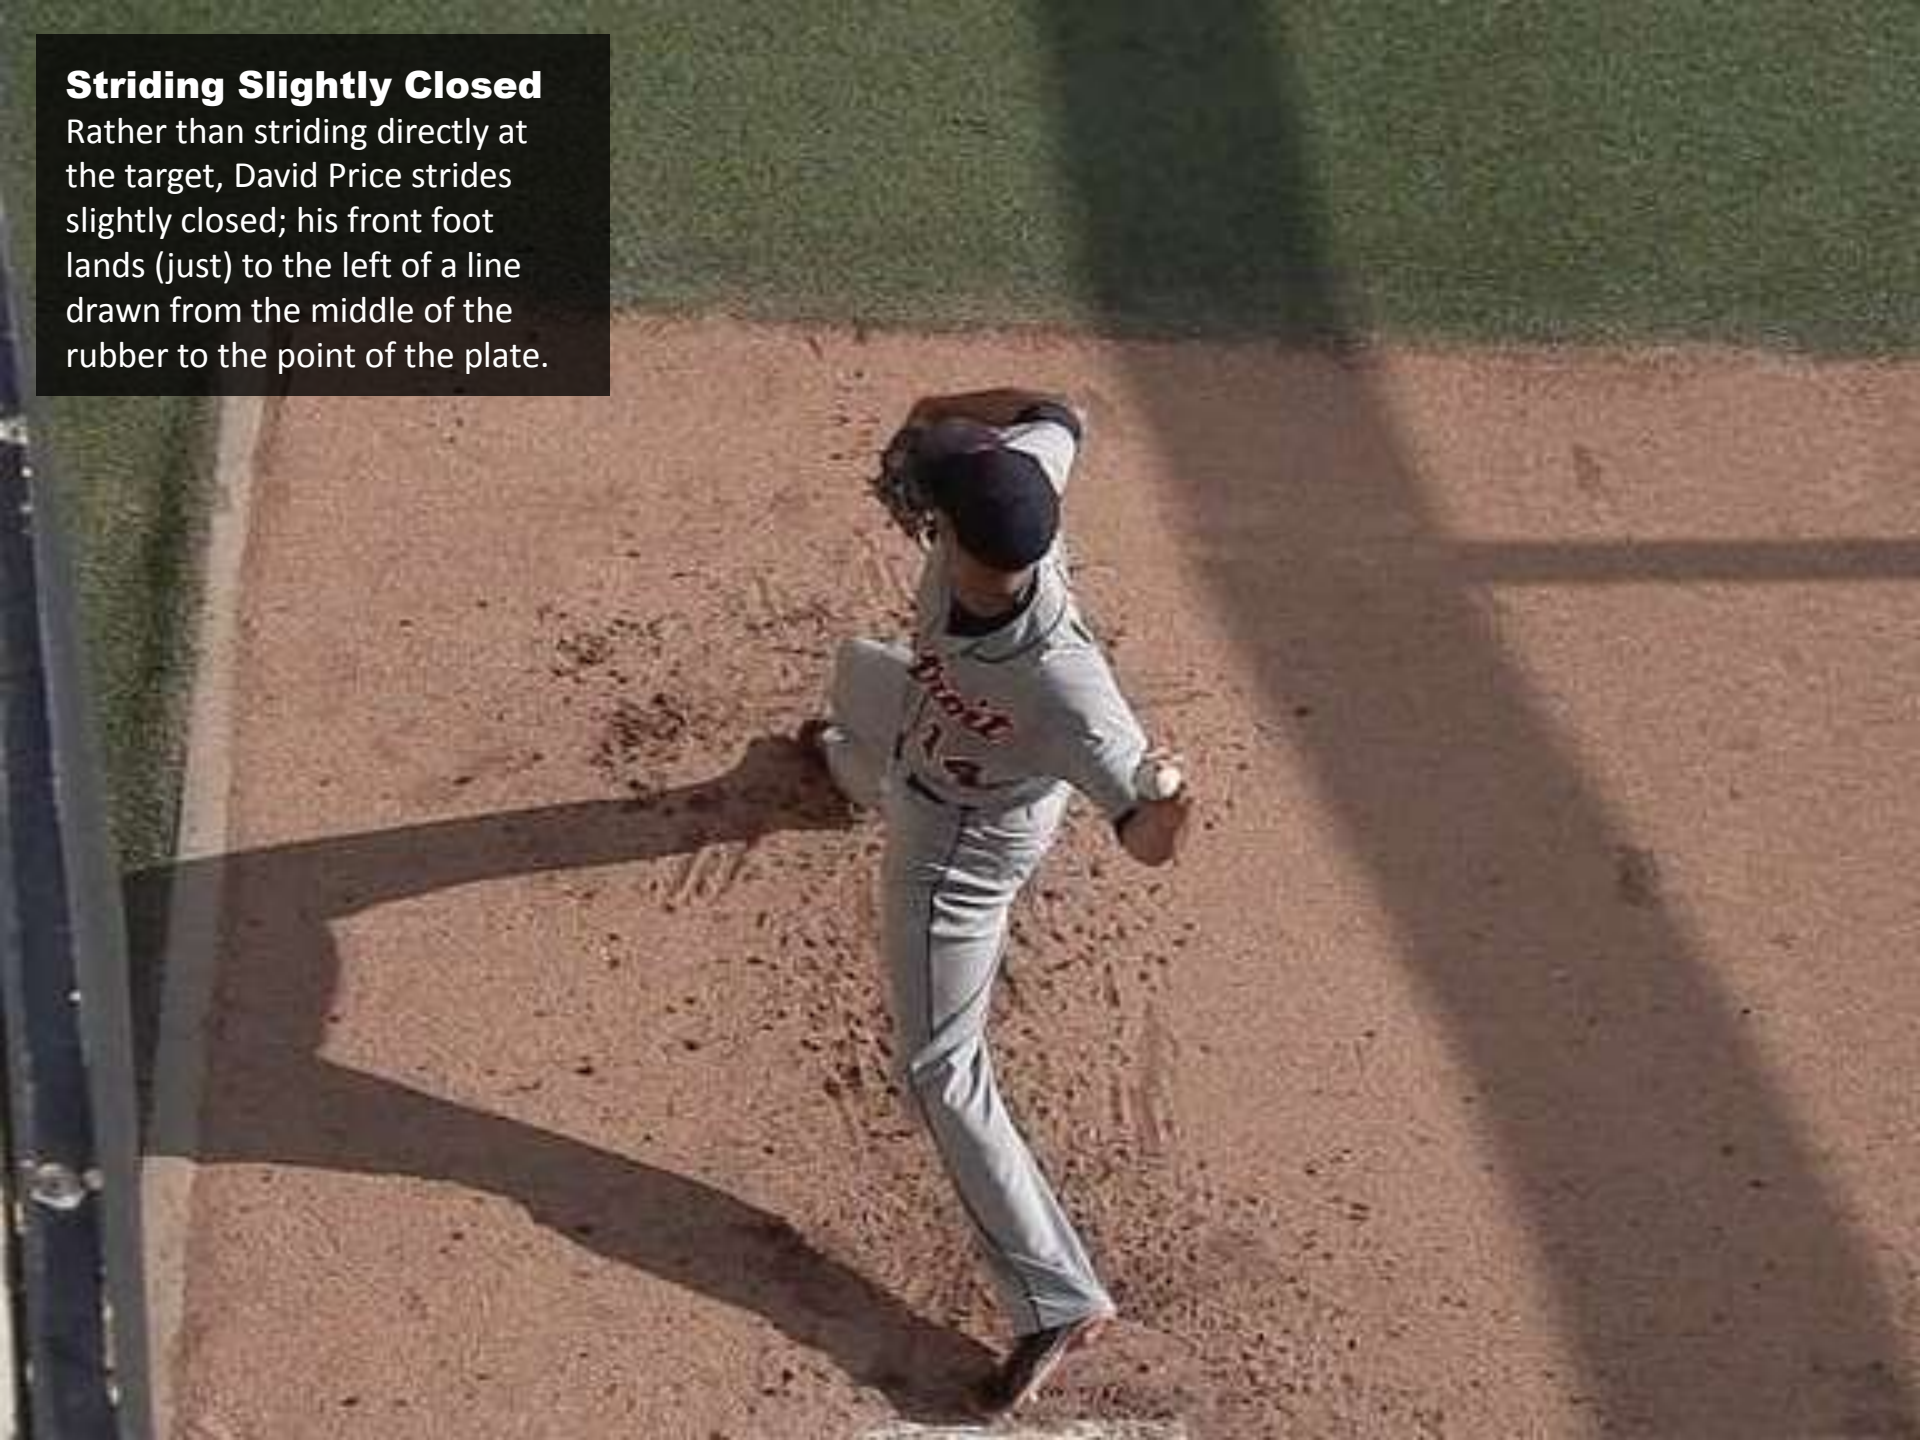 Striding Slightly Closed
Rather than striding directly at
the target, David Price strides
slightly closed; his front foot
lands (just) to the left of a line
drawn from the middle of the
rubber to the point of the plate.
troit
14